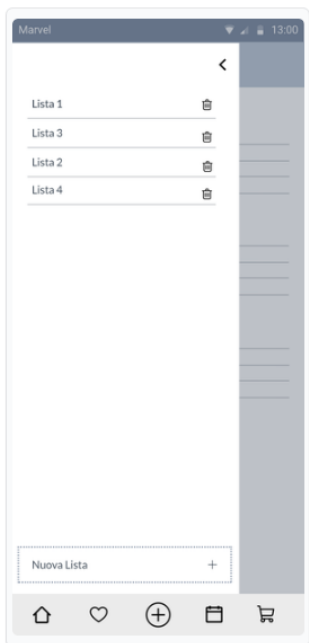 Marvel 13:00
Lista 1
Lista 3
Lista 2
Lista 4
Nuova Lista +